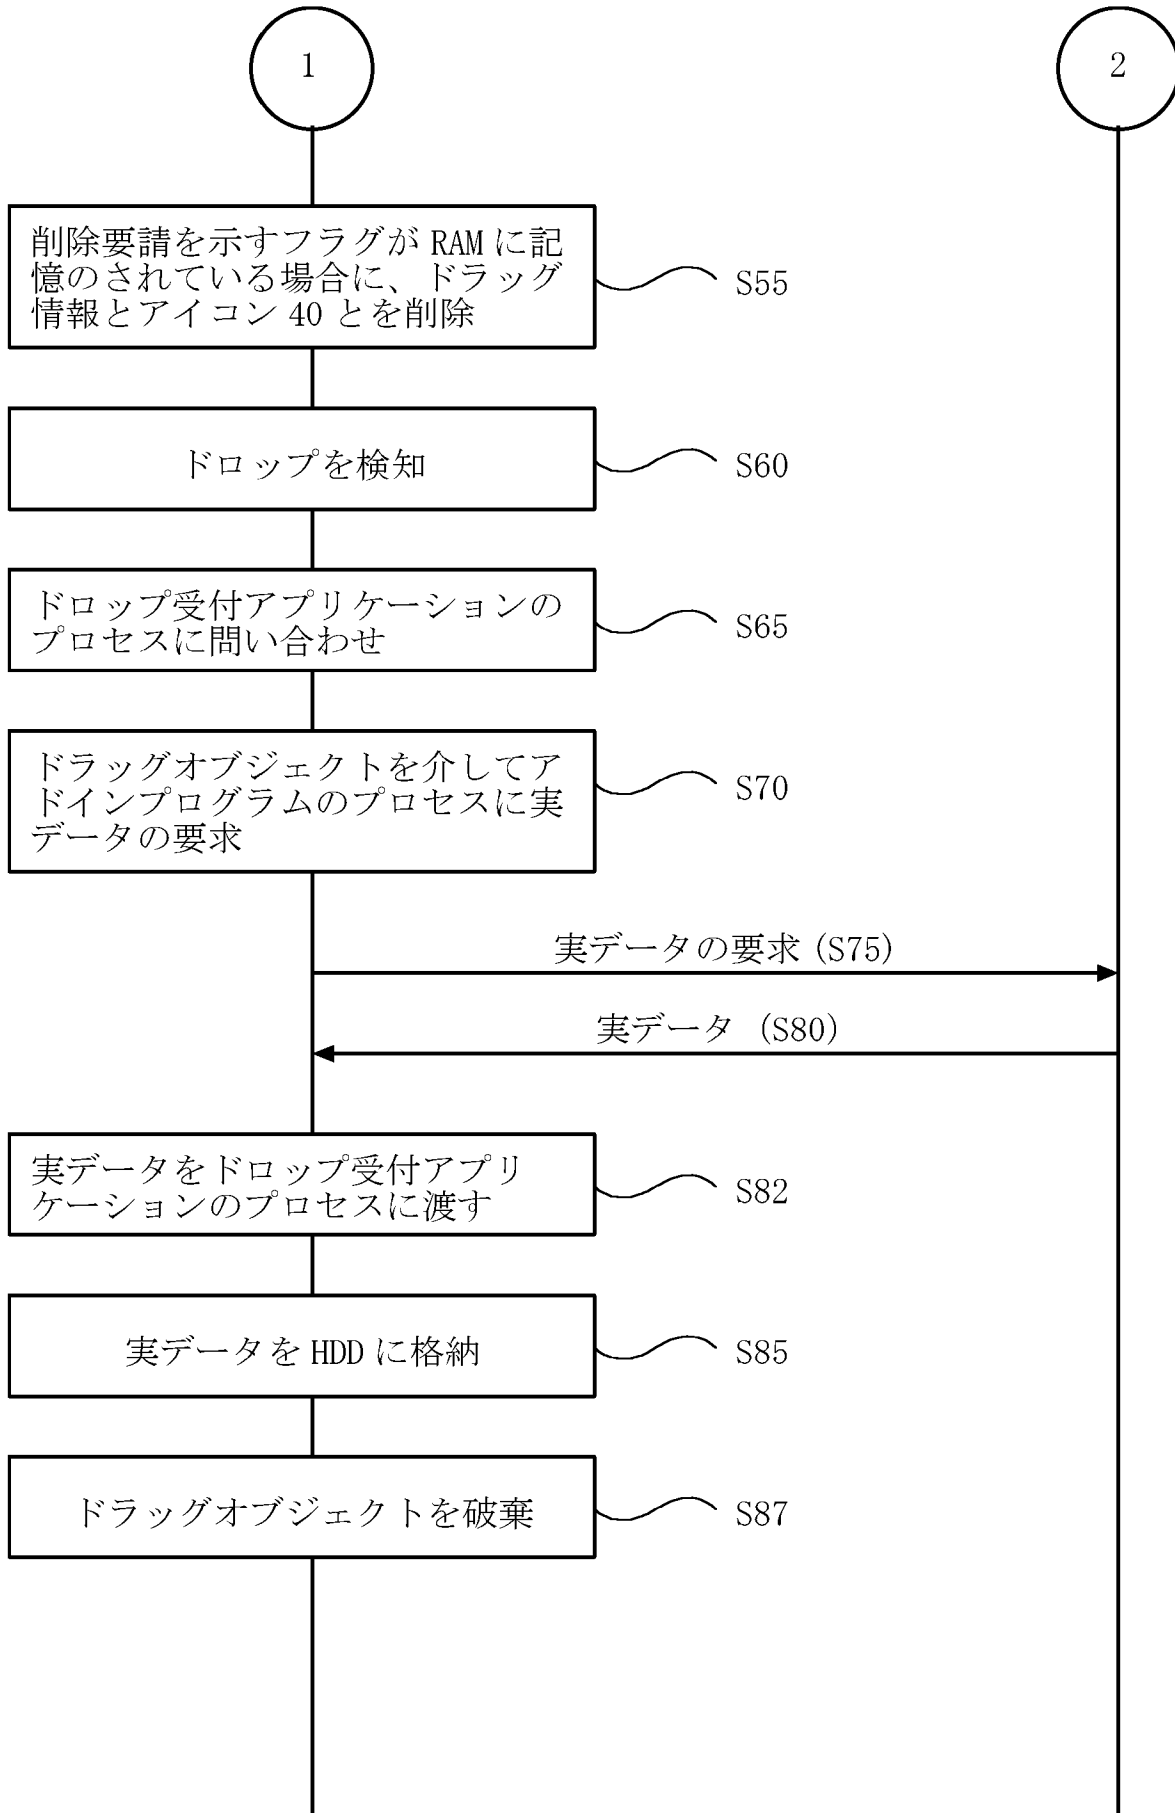 1
2
削除要請を示すフラグが RAM に記
憶のされている場合に、ドラッグ
情報とアイコン 40 とを削除
S55
ドロップを検知
S60
ドロップ受付アプリケーションの
プロセスに問い合わせ
S65
ドラッグオブジェクトを介してア
ドインプログラムのプロセスに実
データの要求
S70
実データの要求 (S75)
実データ (S80)
実データをドロップ受付アプリ
ケーションのプロセスに渡す
S82
実データを HDD に格納
S85
ドラッグオブジェクトを破棄
S87